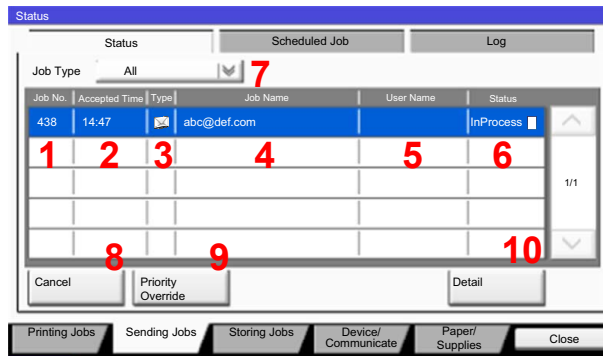 Status
Status Scheduled Job Log
Job Type All 7
Job No. Accepted Time Type Job Name User Name Status
438 14:47 abc@def.com InProcess
1 2 3 4 5 6
1/1
8 9 10
Cancel Priority Override Detail
Printing Jobs Sending Jobs Storing Jobs Device/ Communicate Paper/ Supplies Close